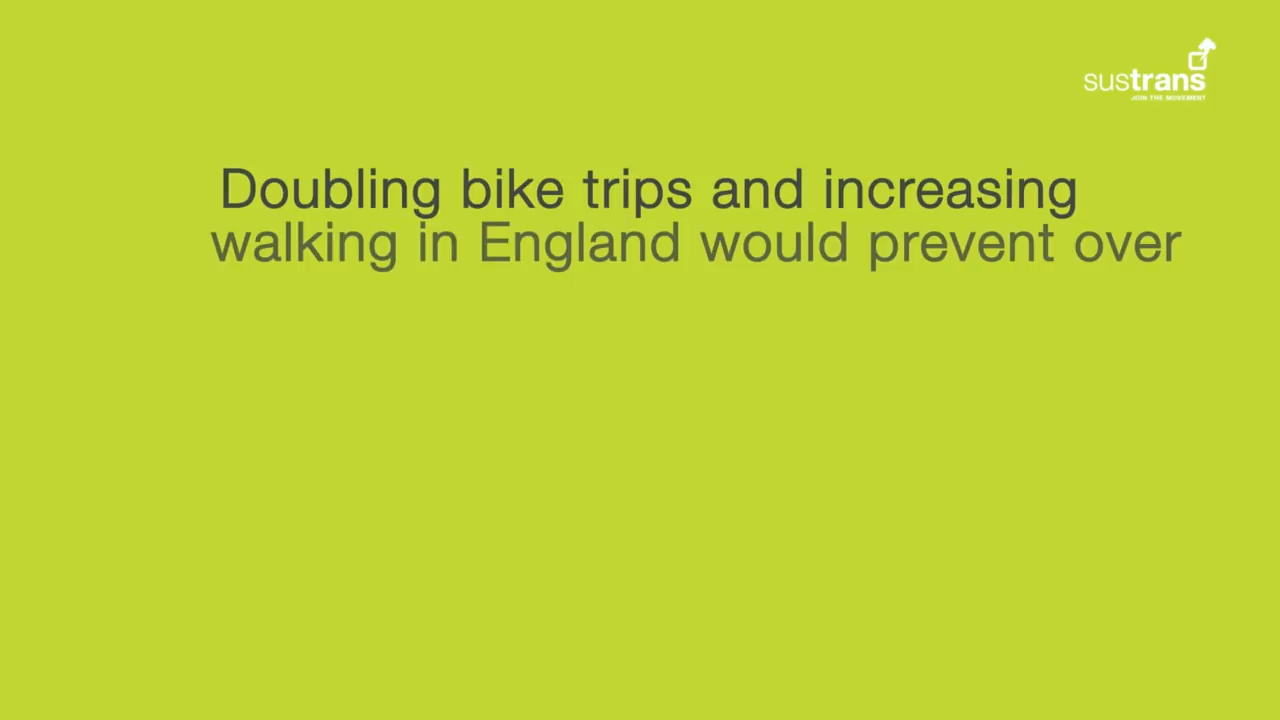 sustrans
JOIN THE MOVEMENT
Doubling bike trips and increasing
walking in England would prevent over